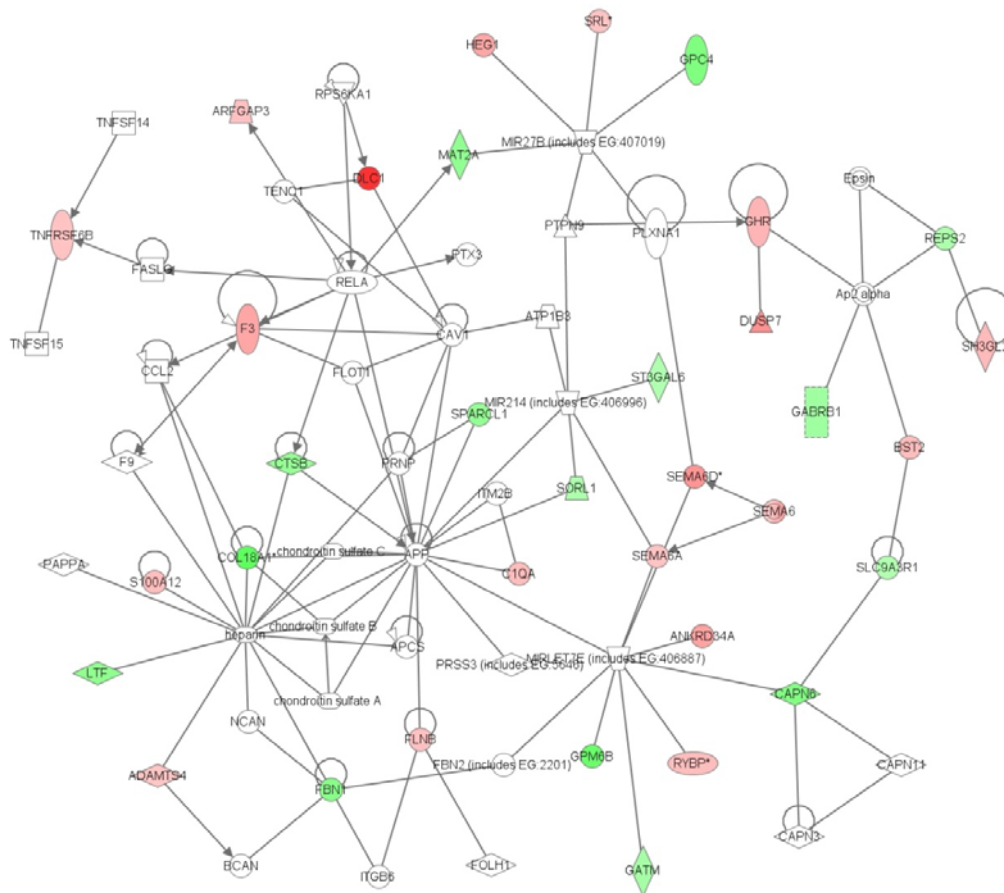 SRL*
HEG1
GPC4
RPS6KA1
ARFGAP3
TNFSF14
MIR27B (includes EG:407019)
MAT2A
Epsin
DLC1
TENC1
PTPN9
GHR
PLXNA1
TNFRSF6B
REPS2
PTX3
FASLG
RELA
Ap2 alpha
ATP1B3
DUSP7
F3
CAV1
TNFSF15
CCL2
FLOT1
ST3GAL6
MIR214 (includes EG:406996)
GABRB1
SPARCL1
BST2
F9
CTSB
PRNP
SEMA6D*
ITM2B
SORL1
SEMA6
chondroitin sulfate C
APP
COL18A1*
SEMA6A
PAPPA
C1QA
SLC9A3R1
S100A12
chondroitin sulfate B
heparin
ANKRD34A
APCS
MIRLET7E (includes EG:406887)
PRSS3 (includes EG:5646)
LTF
CAPN6
chondroitin sulfate A
NCAN
FLNB
GPM6B
FBN2 (includes EG:2201)
RYBP*
CAPN11
ADAMTS4
FBN1
CAPN3
BCAN
FOLH1
ITGB6
GATM